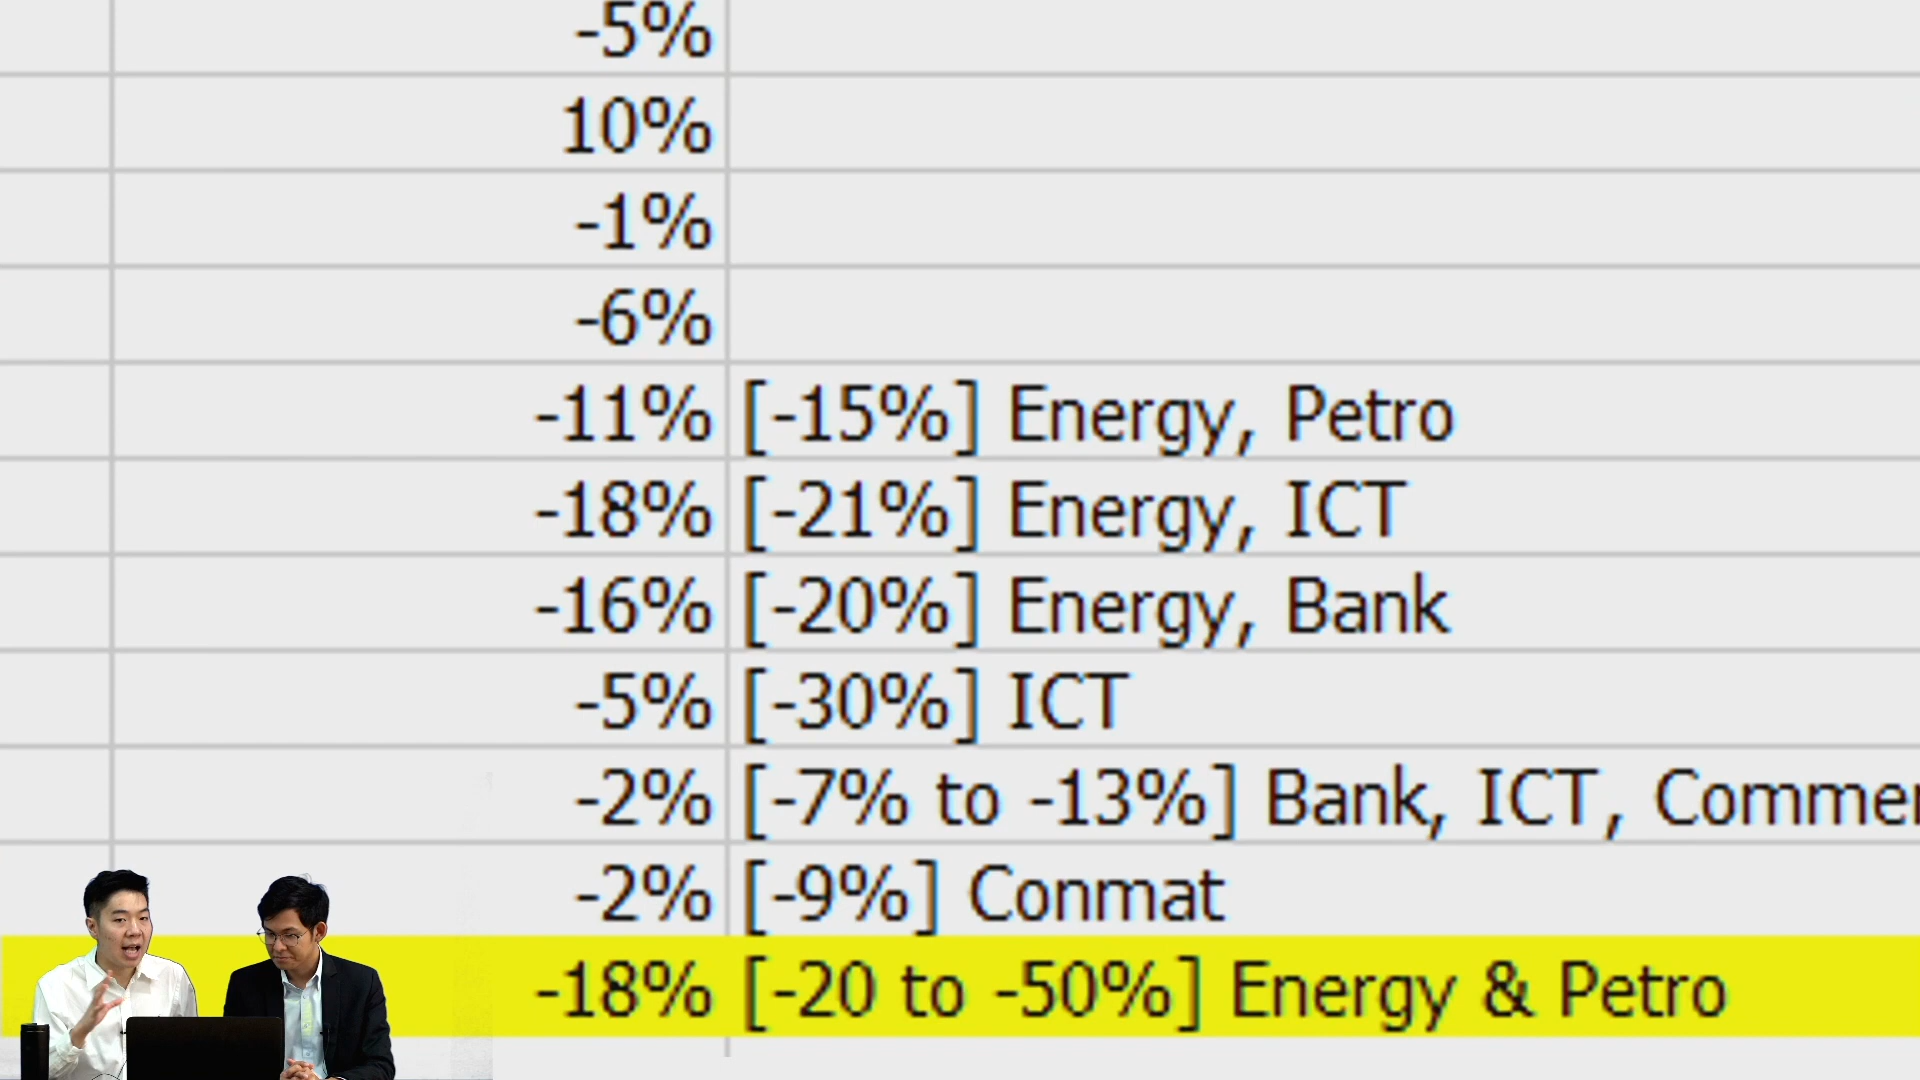 -5%
10%
-1%
-6%
-11% [-15%] Energy, Petro
-18% [-21%] Energy, ICT
-16% [-20%] Energy, Bank
-5% [-30%] ICT
-2% [-7% to -13%] Bank, ICT,
-2% [-9%] Conmat
-18% [-20 to -50%] Energy & Petro